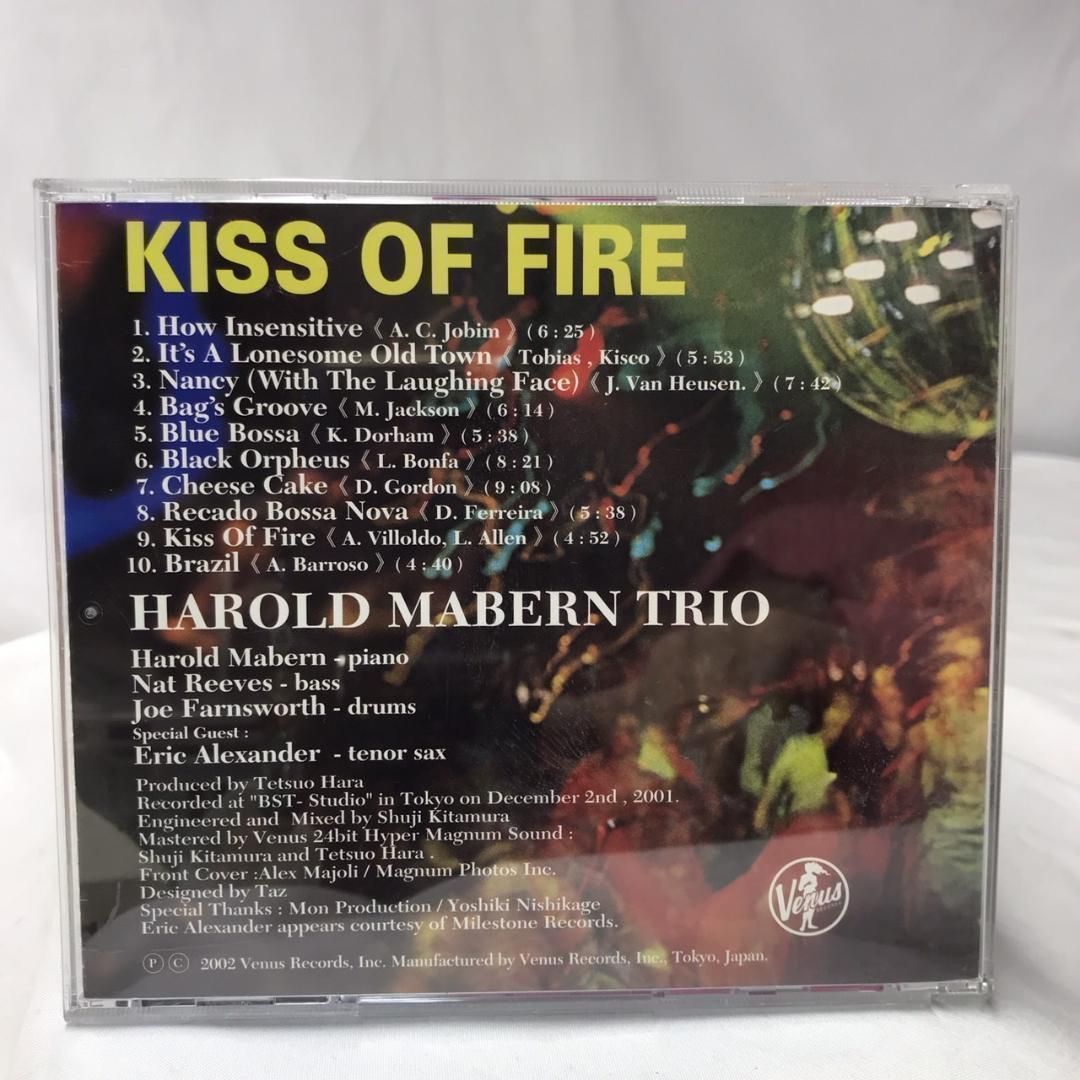 KISS OF FIRE
1. How Insensitive 《 A. C. Jobim 》 ( 6 : 25 )
2. It's A Lonesome Old Town 《 Tobias , Kisco 》 ( 5 : 53 )
3. Nancy (With The Laughing Face) 《 J. Van Heusen. 》 ( 7 : 42 )
4. Bag's Groove 《 M. Jackson 》 ( 6 : 14 )
5. Blue Bossa 《 K. Dorham 》 ( 5 : 38 )
6. Black Orpheus 《 L. Bonfa 》 ( 8 : 21 )
7. Cheese Cake 《 D. Gordon 》 ( 9 : 08 )
8. Recado Bossa Nova 《 D. Ferreira 》 ( 5 : 38 )
9. Kiss Of Fire 《 A. Villoldo, L. Allen 》 ( 4 : 52 )
10. Brazil 《 A. Barroso 》 ( 4 : 40 )
HAROLD MABERN TRIO
Harold Mabern - piano
Nat Reeves - bass
Joe Farnsworth - drums
Special Guest :
Eric Alexander - tenor sax
Produced by Tetsuo Hara
Recorded at "BST- Studio" in Tokyo on December 2nd , 2001.
Engineered and Mixed by Shuji Kitamura
Mastered by Venus 24bit Hyper Magnum Sound :
Shuji Kitamura and Tetsuo Hara .
Front Cover :Alex Majoli / Magnum Photos Inc.
Designed by Taz
Special Thanks : Mon Production / Yoshiki Nishikage
Eric Alexander appears courtesy of Milestone Records.
Venus
RECORDS
Ⓟ Ⓒ 2002 Venus Records, Inc. Manufactured by Venus Records, Inc., Tokyo, Japan.